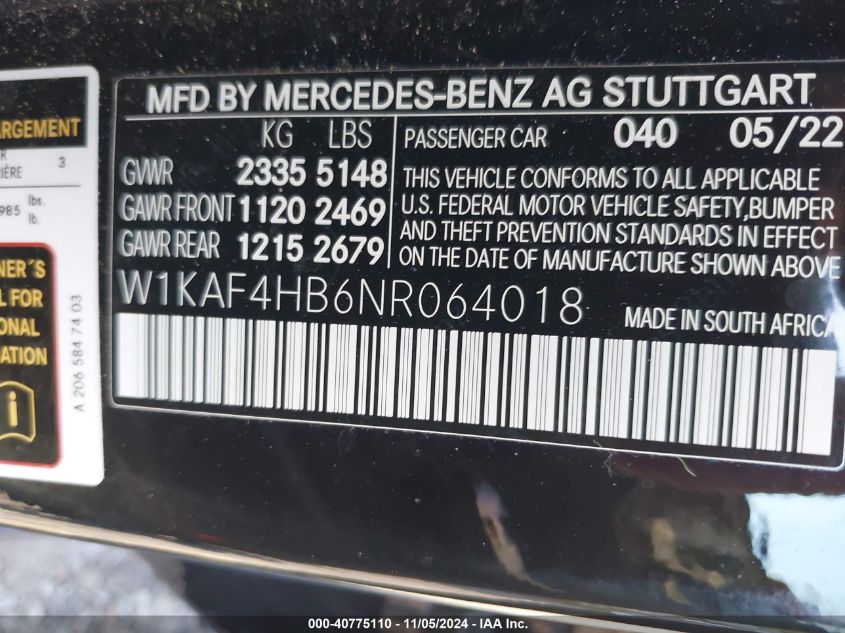 ARGEMENT
R
RIÈRE 3
985 lbs.
lb.
NER´S
L FOR
ONAL
ATION
i
A 206 584 74 03
MFD BY MERCEDES-BENZ AG STUTTGART
KG LBS
GVWR 2335 5148
GAWR FRONT 1120 2469
GAWR REAR 1215 2679
PASSENGER CAR 040 05/22
THIS VEHICLE CONFORMS TO ALL APPLICABLE
U.S. FEDERAL MOTOR VEHICLE SAFETY,BUMPER
AND THEFT PREVENTION STANDARDS IN EFFECT
ON THE DATE OF MANUFACTURE SHOWN ABOVE
W1KAF4HB6NR064018
MADE IN SOUTH AFRICA
000-40775110 - 11/05/2024 - IAA Inc.